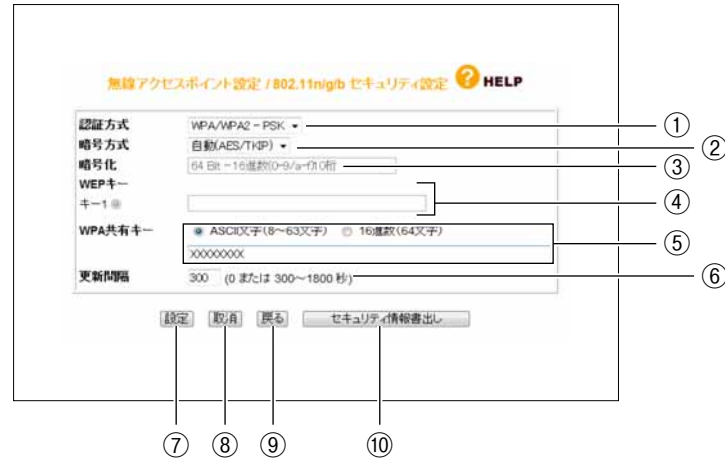 無線アクセスポイント設定 / 802.11n/g/b セキュリティ設定 ? HELP
認証方式 WPA/WPA2 - PSK ①
暗号方式 自動(AES/TKIP) ②
暗号化 64 Bit - 16進数(0-9/a-f)10桁 ③
WEPキー
キー1 ④
WPA共有キー ASCII文字(8~63文字) 16進数(64文字) ⑤
XXXXXXXX
更新間隔 300 (0 または 300~1800 秒) ⑥
設定 取消 戻る セキュリティ情報書出し
⑦ ⑧ ⑨ ⑩